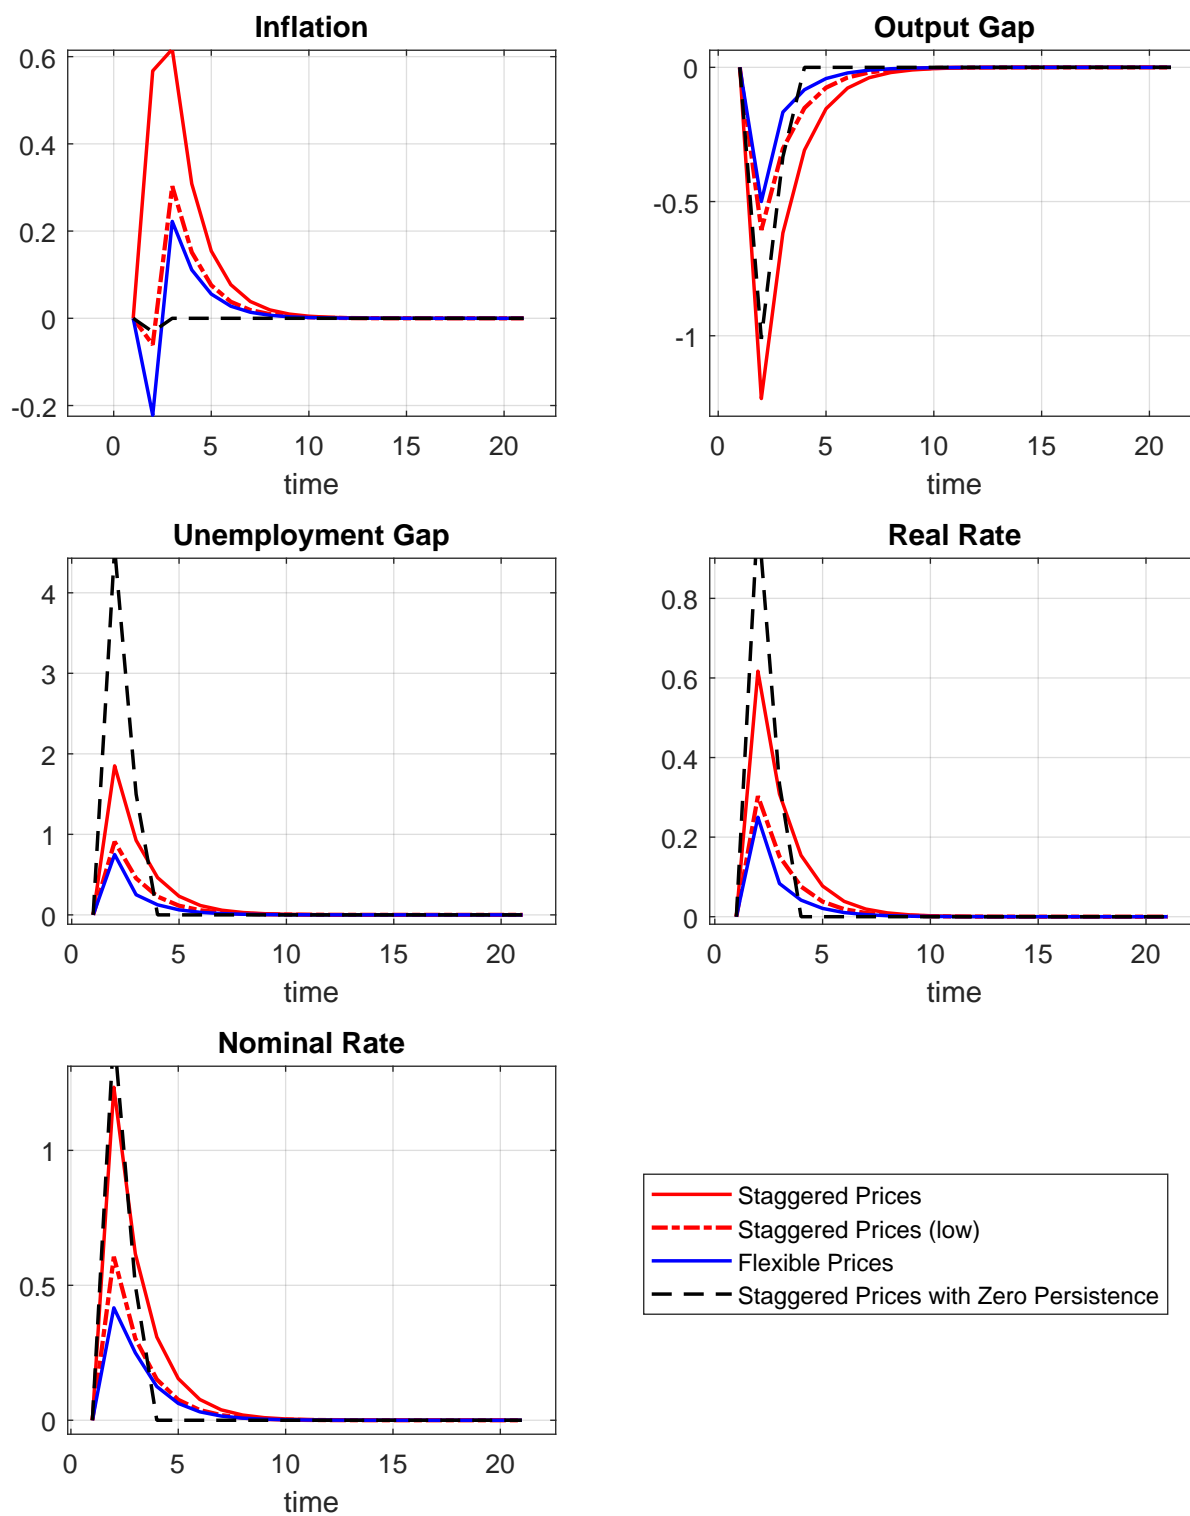 Inflation
0.6
0.4
0.2
0
-0.2
0 5 10 15 20
time
Output Gap
0
-0.5
-1
0 5 10 15 20
time
Unemployment Gap
4
3
2
1
0
0 5 10 15 20
time
Real Rate
0.8
0.6
0.4
0.2
0
0 5 10 15 20
time
Nominal Rate
1
0.5
0
0 5 10 15 20
time
Staggered Prices
Staggered Prices (low)
Flexible Prices
Staggered Prices with Zero Persistence